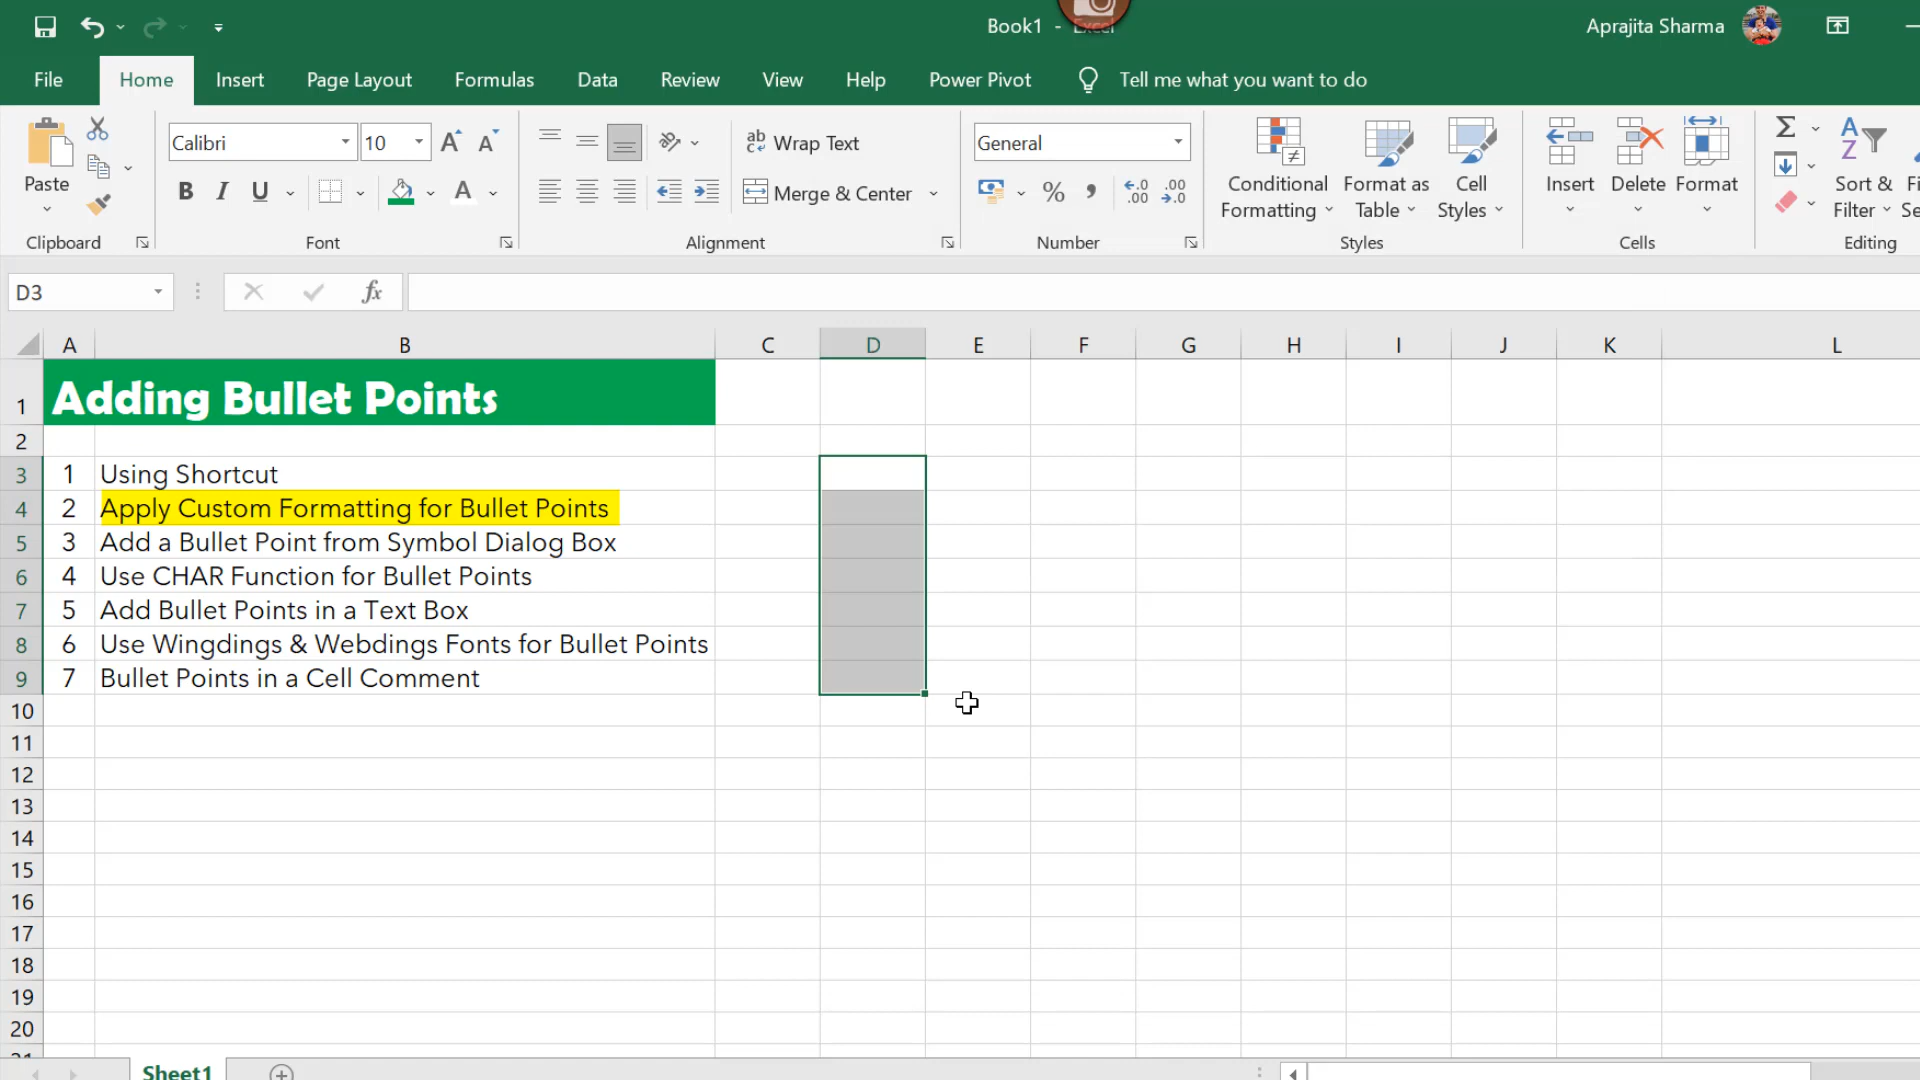 Book1 - Excel
Aprajita Sharma
File Home Insert Page Layout Formulas Data Review View Help Power Pivot Tell me what you want to do
Calibri 10
Wrap Text
General
Paste
B I U A
Merge & Center
% , .00 .00
Conditional Formatting
Format as Table
Cell Styles
Insert
Delete
Format
Sort & Filter
Clipboard Font Alignment Number Styles Cells Editing
D3 fx
A B C D E F G H I J K L
1 Adding Bullet Points
2
3 1 Using Shortcut
4 2 Apply Custom Formatting for Bullet Points
5 3 Add a Bullet Point from Symbol Dialog Box
6 4 Use CHAR Function for Bullet Points
7 5 Add Bullet Points in a Text Box
8 6 Use Wingdings & Webdings Fonts for Bullet Points
9 7 Bullet Points in a Cell Comment
10
11
12
13
14
15
16
17
18
19
20
Sheet1